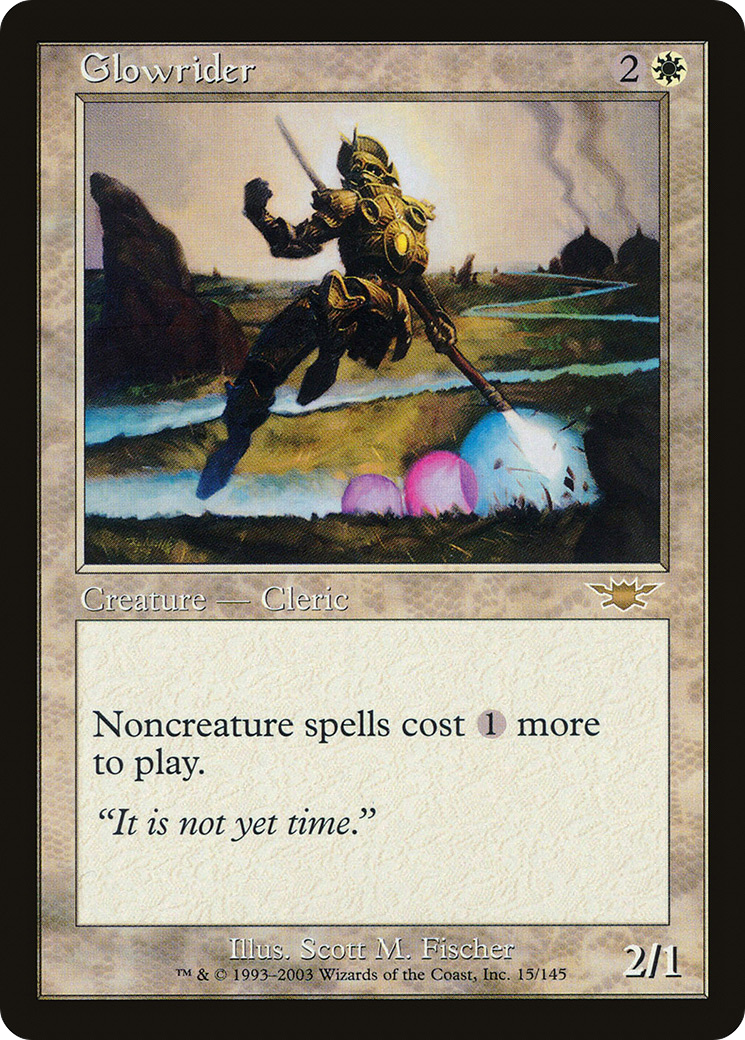 Glowrider 2
Creature — Cleric
Noncreature spells cost 1 more
to play.
“It is not yet time.”
Illus. Scott M. Fischer
™ & © 1993–2003 Wizards of the Coast, Inc. 15/145
2/1